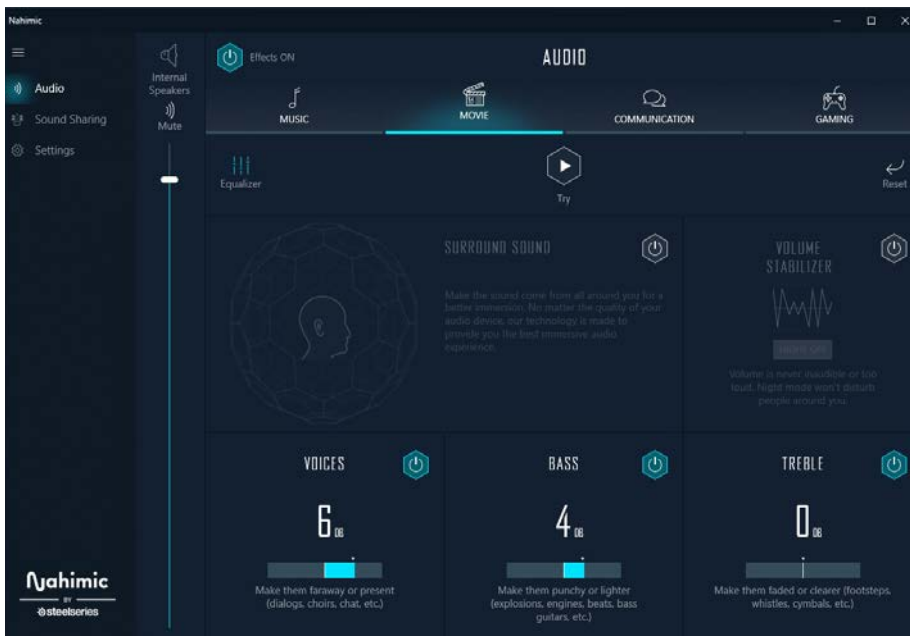 Nahimic
Audio
Sound Sharing
Settings
Internal
Speakers
Mute
Effects ON
AUDIO
MUSIC
MOVIE
COMMUNICATION
GAMING
Equalizer
Try
Reset
SURROUND SOUND
Make the sound come from all around you for a
better immersion. No matter the quality of your
audio device, our technology is made to
provide you the best immersive audio
experience.
VOLUME
STABILIZER
Volume is never inaudible or too
loud. Night mode won't disturb
people around you.
VOICES
6 DB
Make them faraway or present
(dialogs, choirs, chat, etc.)
BASS
4 DB
Make them punchy or lighter
(explosions, engines, beats, bass
guitars, etc.)
TREBLE
0 DB
Make them faded or clearer (footsteps,
whistles, cymbals, etc.)
Nahimic
BY
steelseries